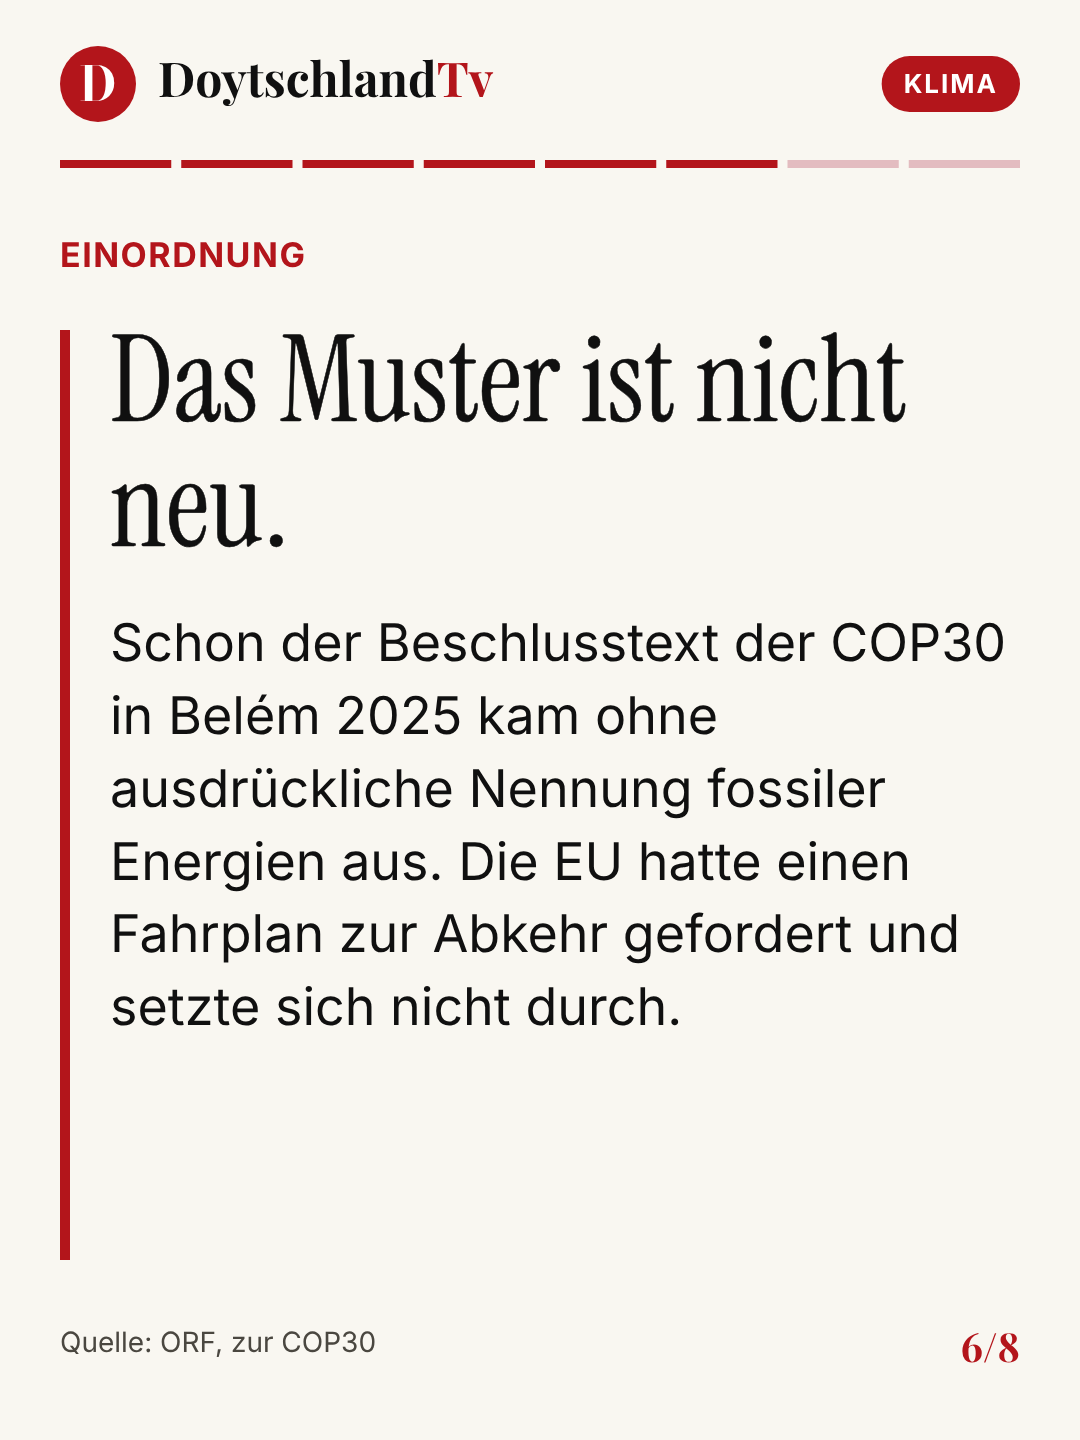 D DoytschlandTv
KLIMA
EINORDNUNG
Das Muster ist nicht
neu.
Schon der Beschlusstext der COP30
in Belém 2025 kam ohne
ausdrückliche Nennung fossiler
Energien aus. Die EU hatte einen
Fahrplan zur Abkehr gefordert und
setzte sich nicht durch.
Quelle: ORF, zur COP30
6/8